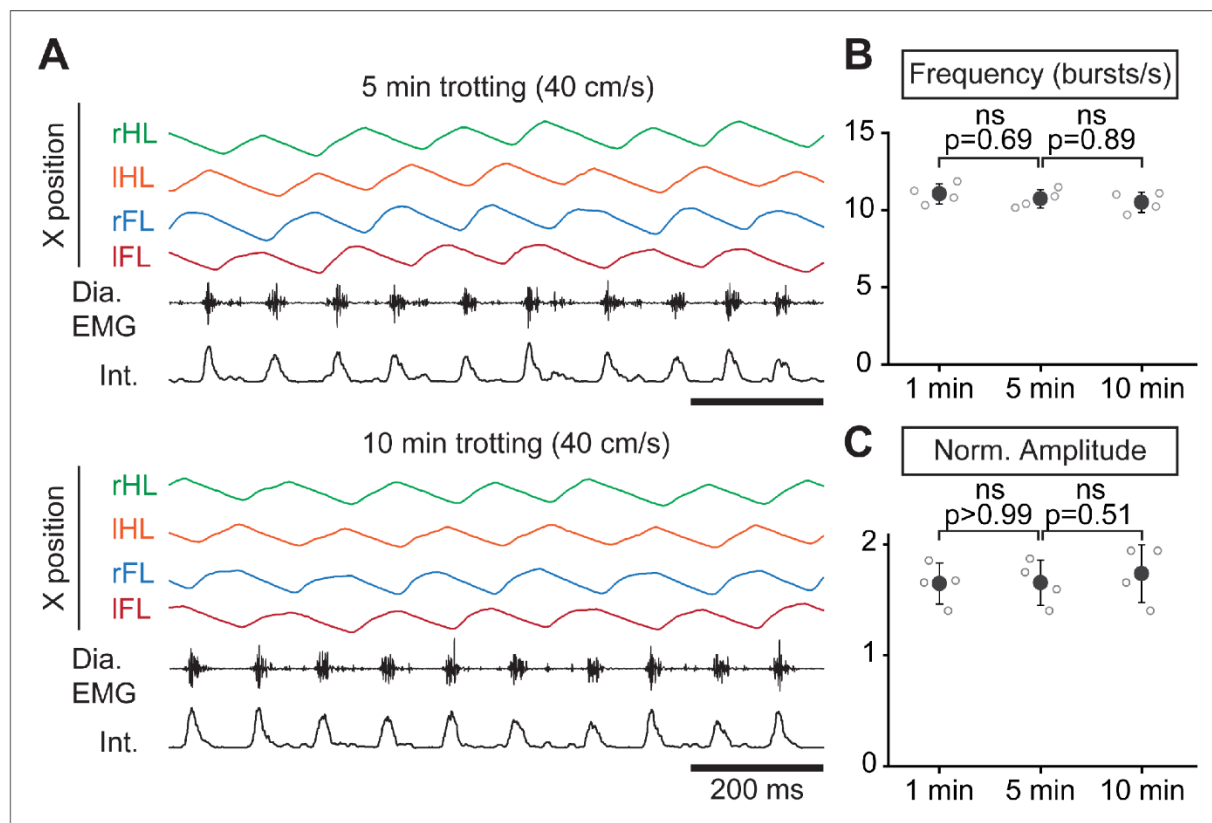 A
5 min trotting (40 cm/s)
X position
rHL
lHL
rFL
lFL
Dia.
EMG
Int.
10 min trotting (40 cm/s)
X position
rHL
lHL
rFL
lFL
Dia.
EMG
Int.
200 ms
B
Frequency (bursts/s)
ns
p=0.69
ns
p=0.89
15
10
5
0
1 min
5 min
10 min
C
Norm. Amplitude
ns
p>0.99
ns
p=0.51
2
1
0
1 min
5 min
10 min